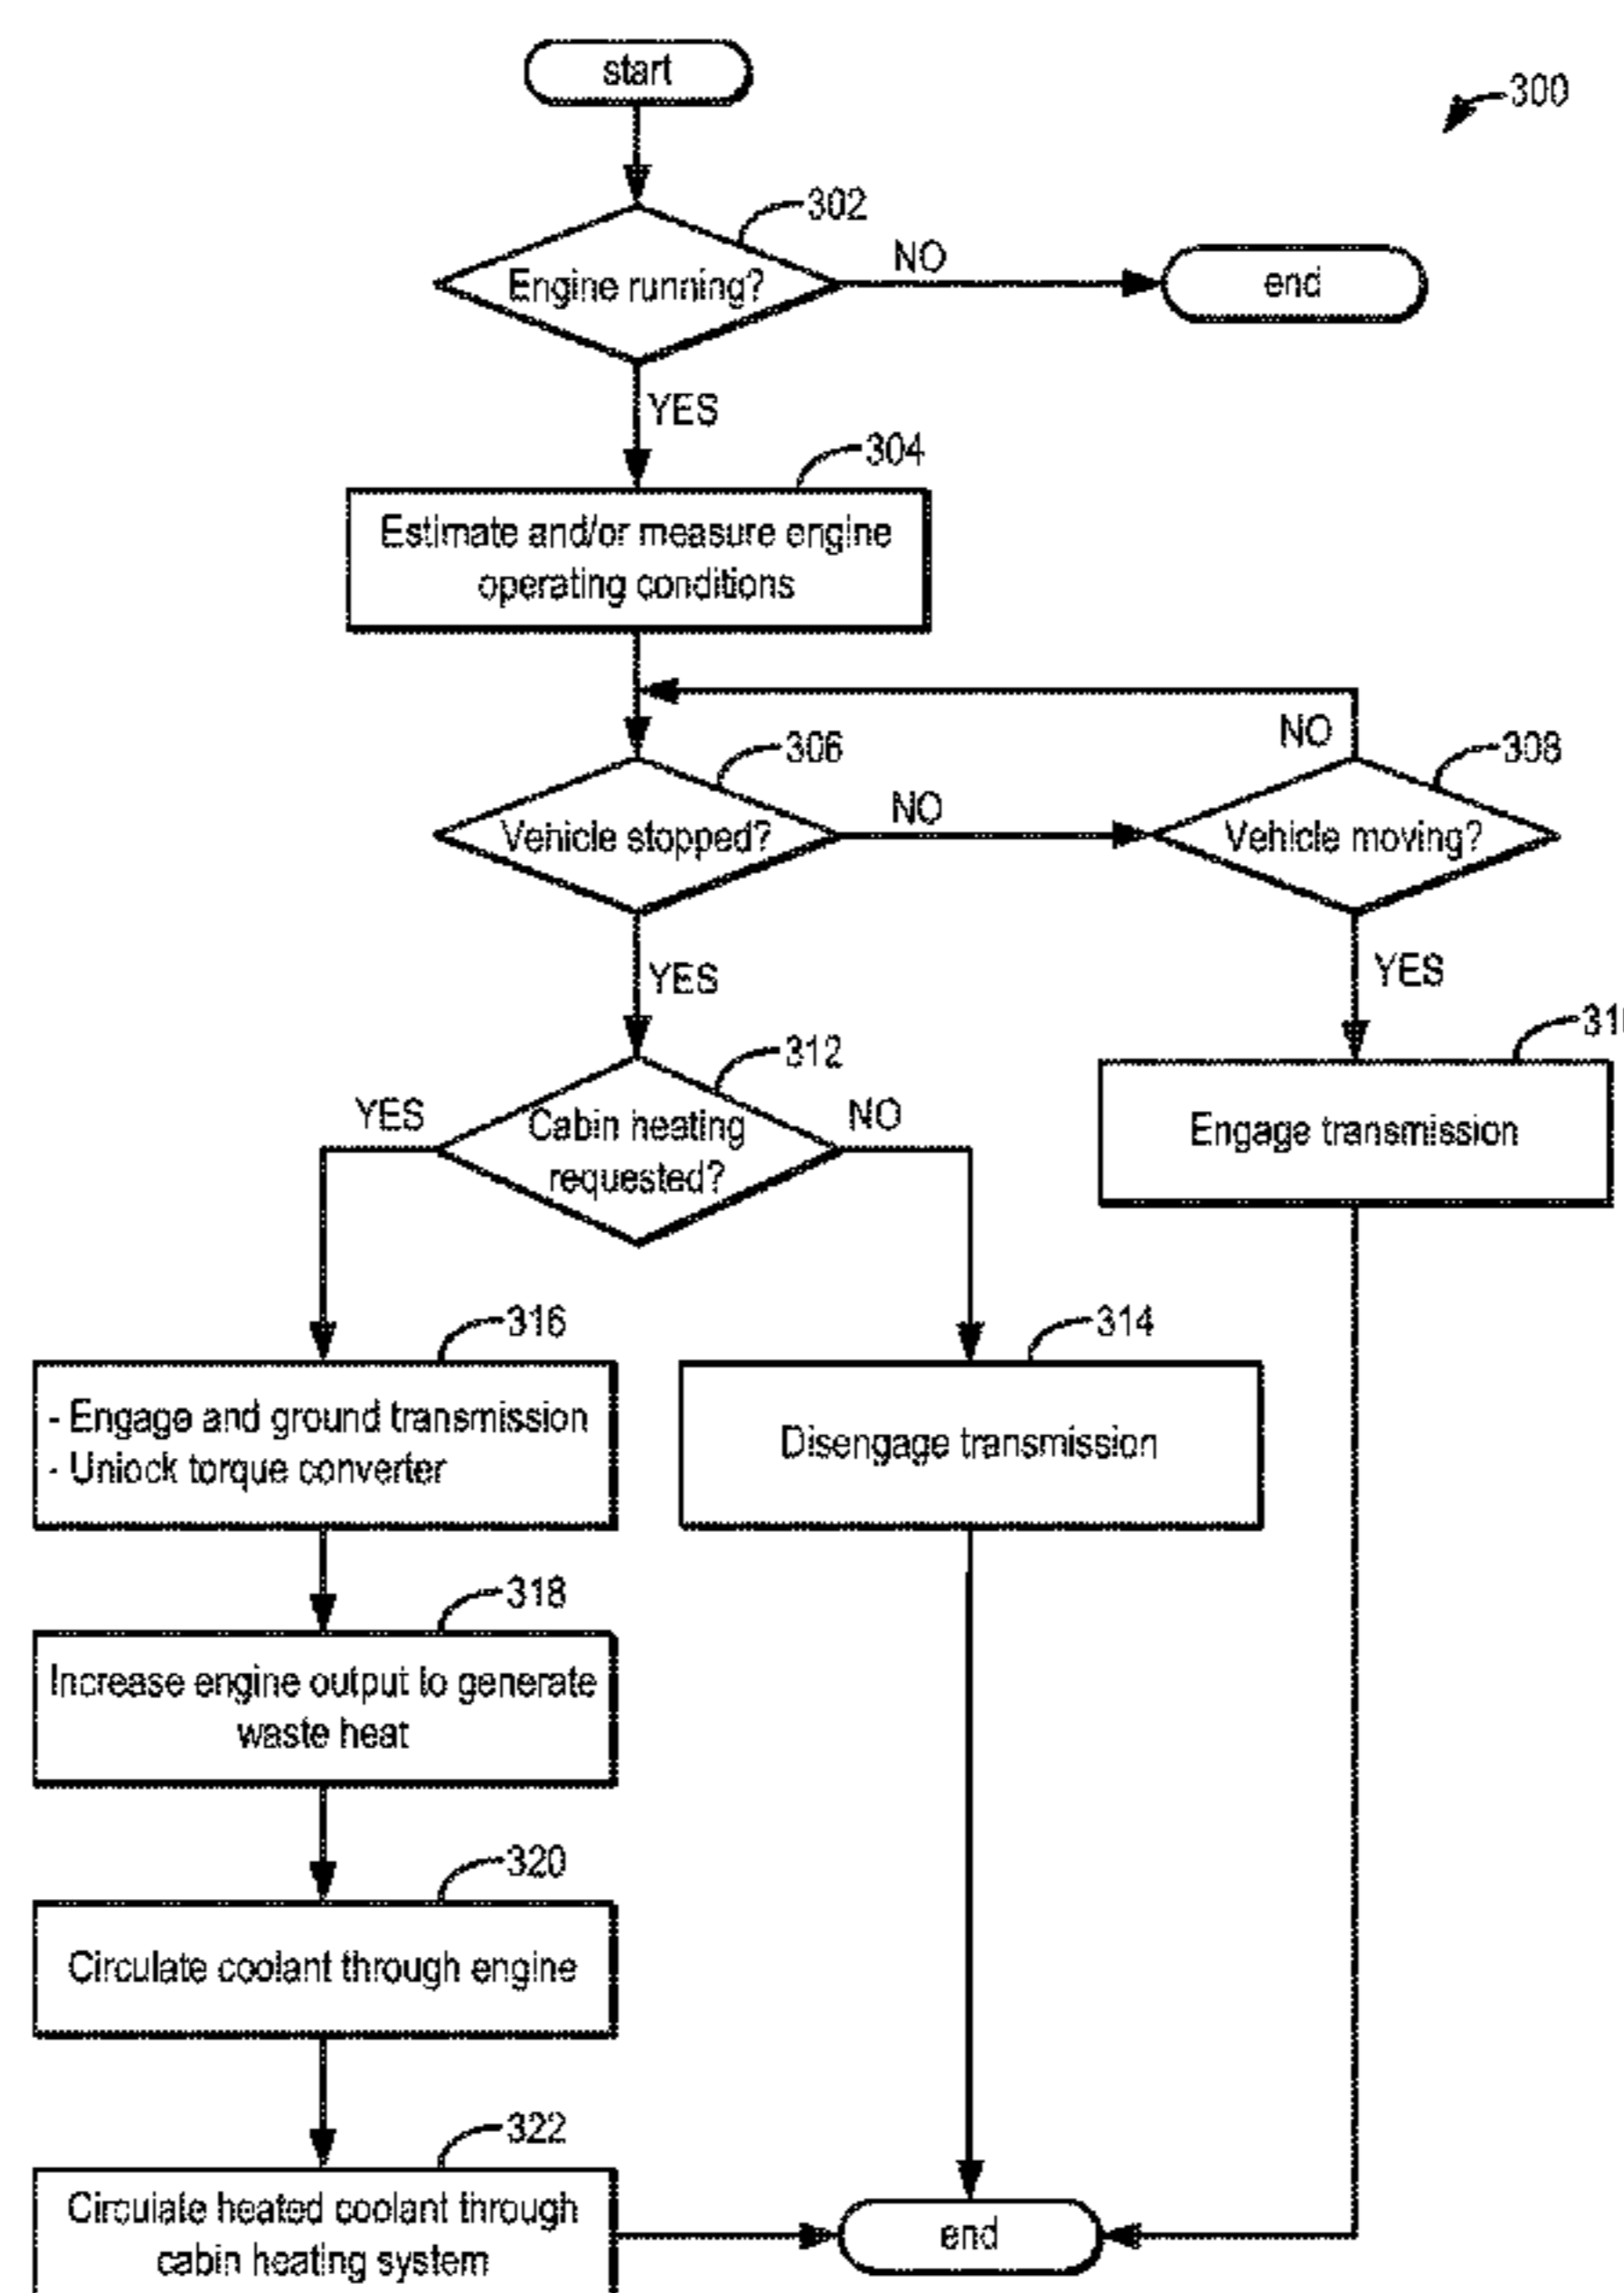 start
300
302
Engine running?
NO
end
YES
304
Estimate and/or measure engine
operating conditions
NO
306
308
Vehicle stopped?
NO
Vehicle moving?
YES
YES
312
Cabin heating
requested?
YES
NO
Engage transmission
316
314
- Engage and ground transmission
- Unlock torque converter
Disengage transmission
318
Increase engine output to generate
waste heat
320
Circulate coolant through engine
322
Circulate heated coolant through
cabin heating system
end